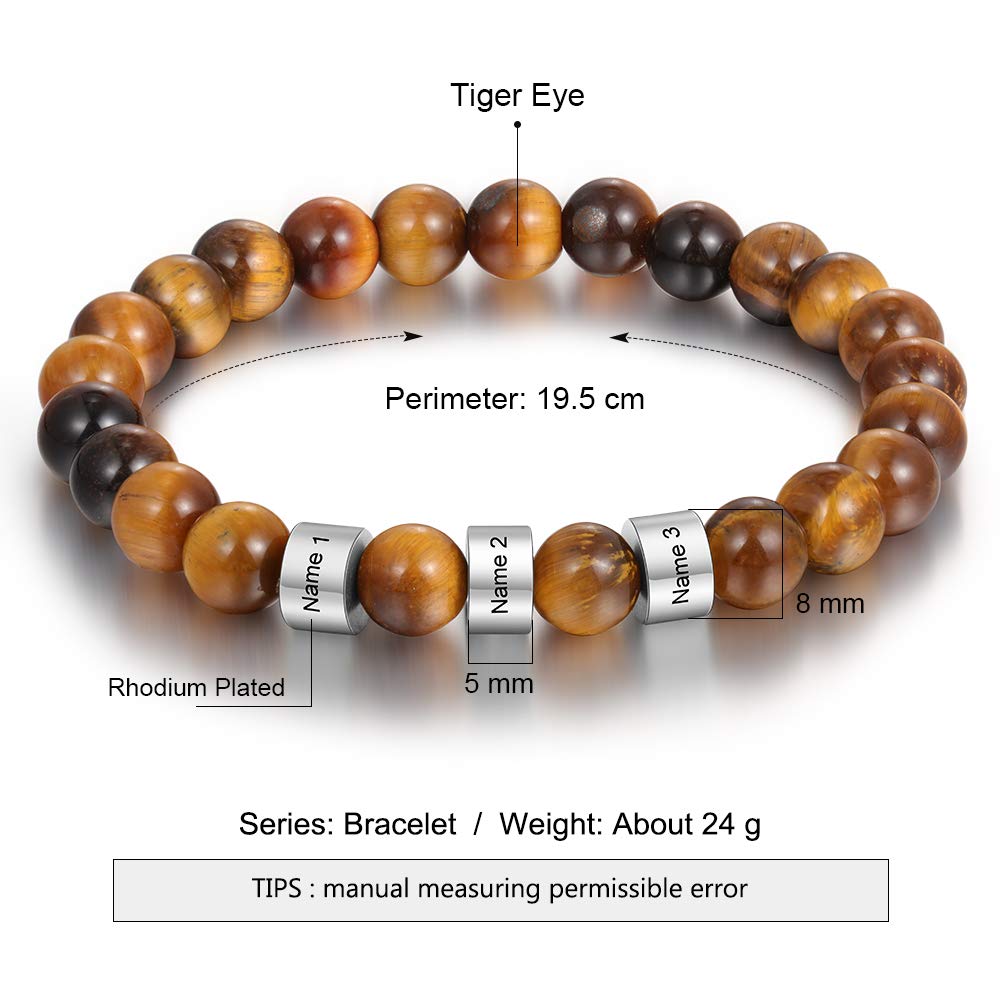 Tiger Eye
Perimeter: 19.5 cm
Name 1
Name 2
Name 3
8 mm
5 mm
Rhodium Plated
Series: Bracelet / Weight: About 24 g
TIPS : manual measuring permissible error